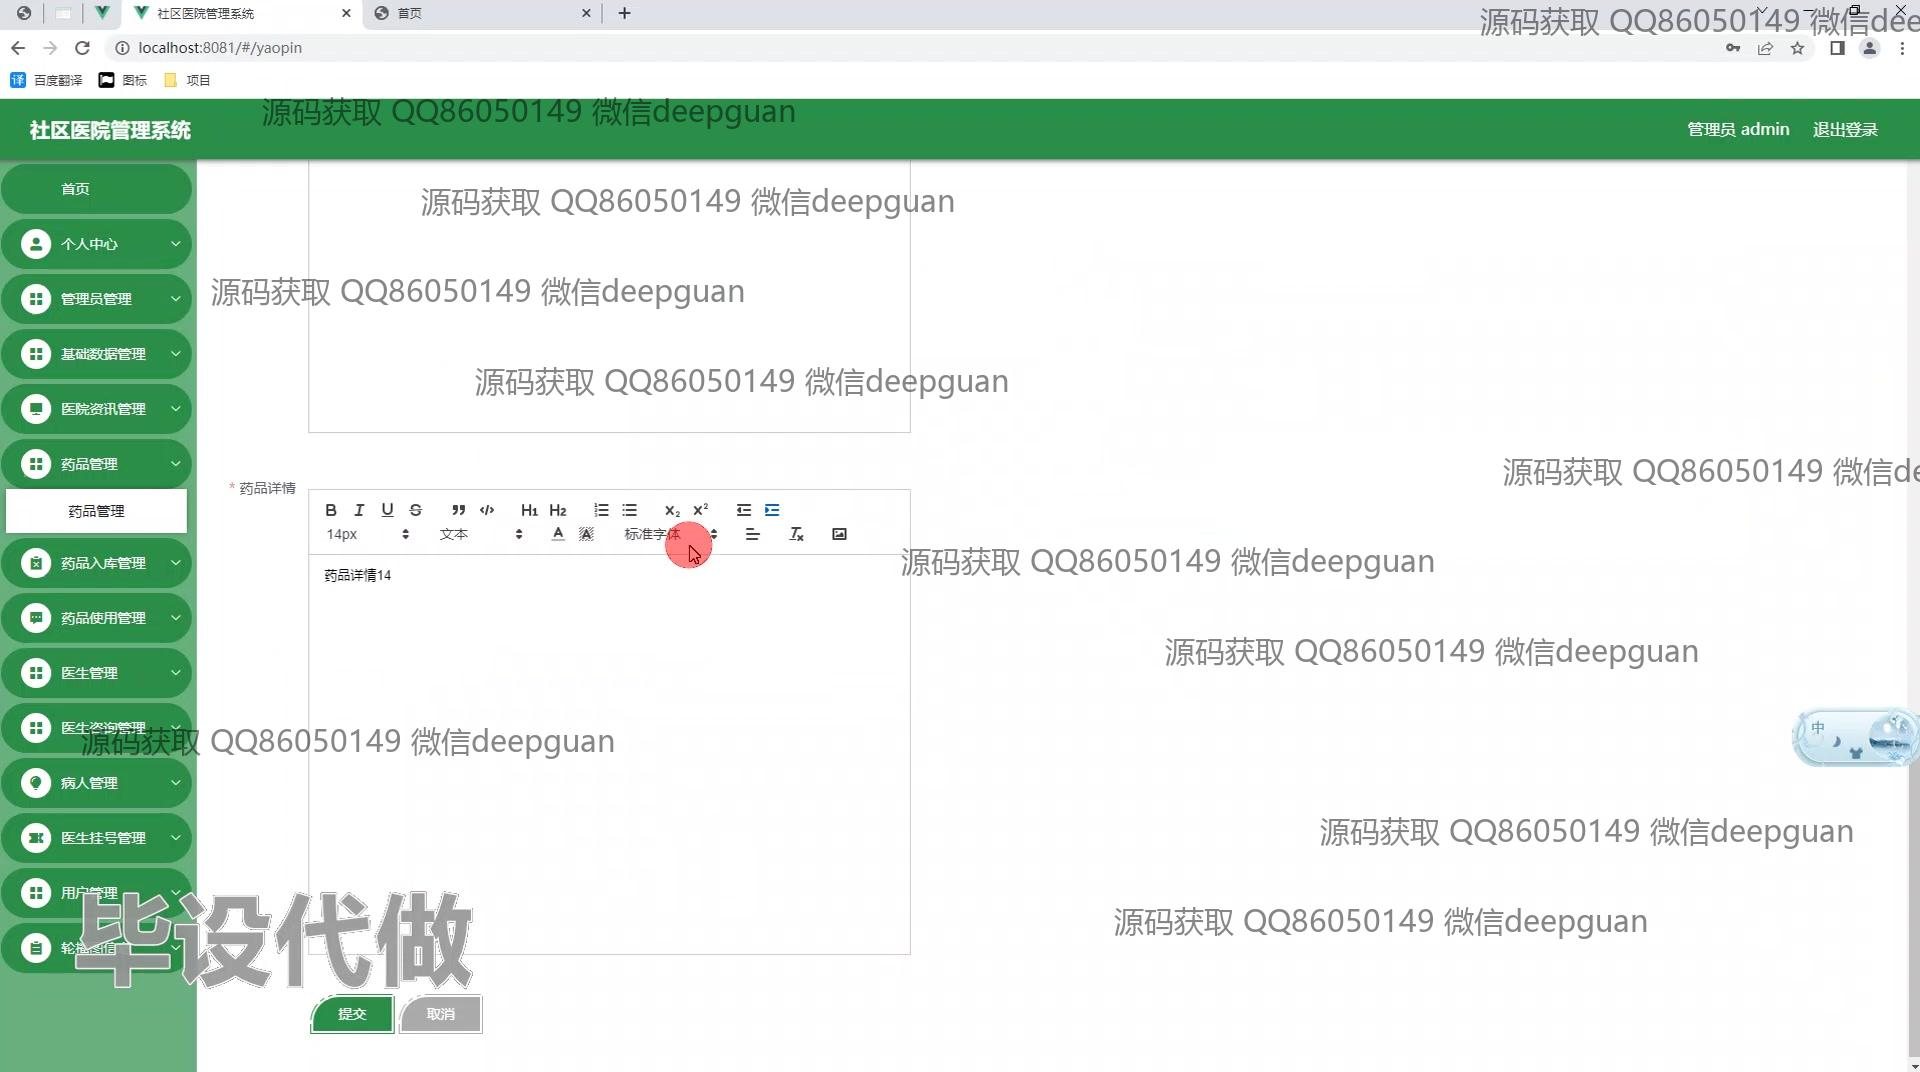 社区医院管理系统
首页
源码获取 QQ86050149 微信dee
localhost:8081/#/yaopin
百度翻译
图标
项目
源码获取 QQ86050149 微信deepguan
社区医院管理系统
管理员 admin
退出登录
首页
源码获取 QQ86050149 微信deepguan
个人中心
管理员管理
源码获取 QQ86050149 微信deepguan
基础数据管理
源码获取 QQ86050149 微信deepguan
医院资讯管理
药品管理
源码获取 QQ86050149 微信de
* 药品详情
药品管理
B I U S H1 H2 X2 X2
14px 文本 A A 标准字体
源码获取 QQ86050149 微信deepguan
药品入库管理
药品详情14
药品使用管理
源码获取 QQ86050149 微信deepguan
医生管理
医生咨询管理
源码获取 QQ86050149 微信deepguan
中
病人管理
医生挂号管理
源码获取 QQ86050149 微信deepguan
用户管理
源码获取 QQ86050149 微信deepguan
毕设代做
提交
取消